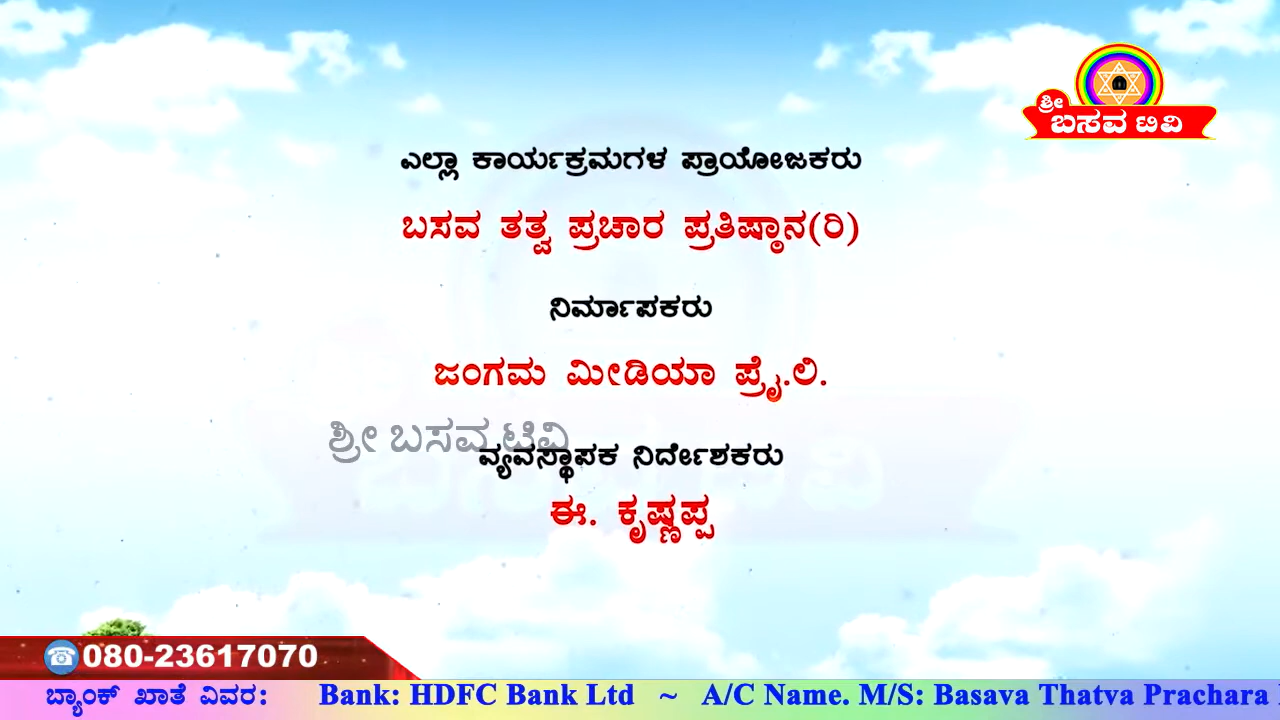 ಶ್ರೀ
ಬಸವ ಟಿವಿ
ಎಲ್ಲಾ ಕಾರ್ಯಕ್ರಮಗಳ ಪ್ರಾಯೋಜಕರು
ಬಸವ ತತ್ವ ಪ್ರಚಾರ ಪ್ರತಿಷ್ಠಾನ(ರಿ)
ನಿರ್ಮಾಪಕರು
ಜಂಗಮ ಮೀಡಿಯಾ ಪ್ರೈ.ಲಿ.
ಶ್ರೀ ಬಸವ ಟಿವಿ
ವ್ಯವಸ್ಥಾಪಕ ನಿರ್ದೇಶಕರು
ಈ. ಕೃಷ್ಣಪ್ಪ
080-23617070
ಬ್ಯಾಂಕ್ ಖಾತೆ ವಿವರ: Bank: HDFC Bank Ltd ~ A/C Name. M/S: Basava Thatva Prachara